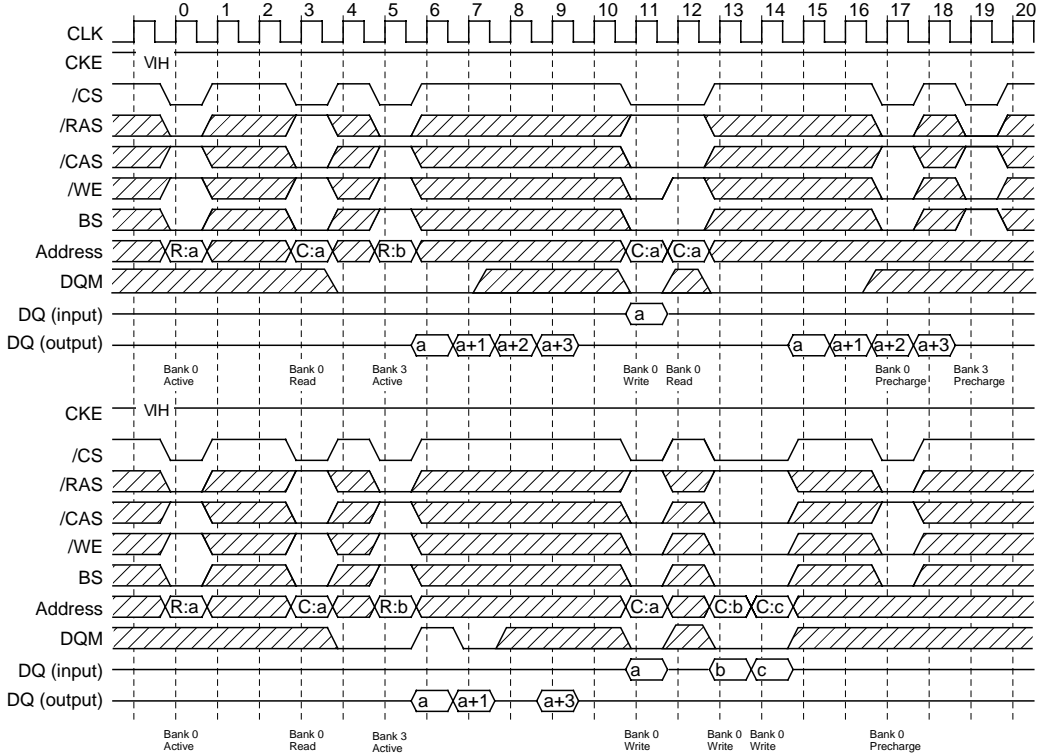 0 1 2 3 4 5 6 7 8 9 10 11 12 13 14 15 16 17 18 19 20
CLK
CKE VIH
/CS
/RAS
/CAS
/WE
BS
Address R:a C:a R:b C:a' C:a
DQM
DQ (input) a
DQ (output) a a+1 a+2 a+3 a a+1 a+2 a+3
Bank 0 Bank 0 Bank 3 Bank 0 Bank 0 Bank 0 Bank 3
Active Read Active Write Read Precharge Precharge
CKE VIH
/CS
/RAS
/CAS
/WE
BS
Address R:a C:a R:b C:a C:b C:c
DQM
DQ (input) a b c
DQ (output) a a+1 a+3
Bank 0 Bank 0 Bank 3 Bank 0 Bank 0 Bank 0 Bank 0
Active Read Active Write Write Write Precharge